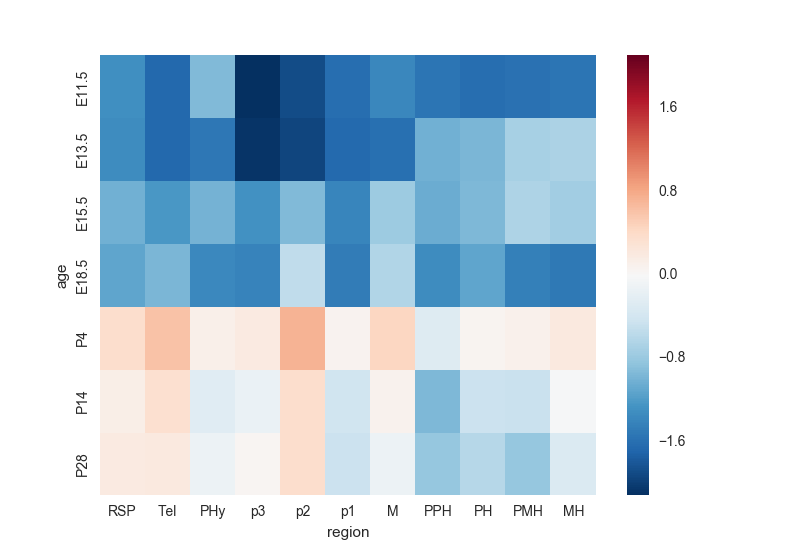 E11.5
E13.5
E15.5
E18.5
P4
P14
P28
age
RSP Tel PHy p3 p2 p1 M PPH PH PMH MH
region
1.6
0.8
0.0
−0.8
−1.6